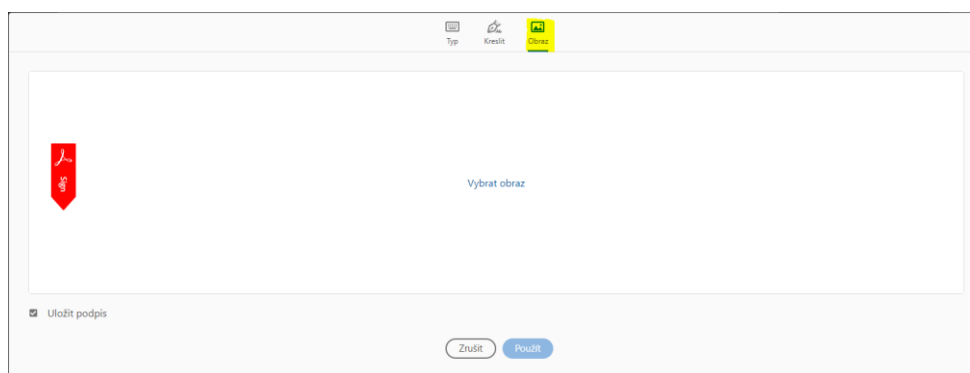 Typ Kreslit Obraz
Sign
Vybrat obraz
Uložit podpis
Zrušit Použít